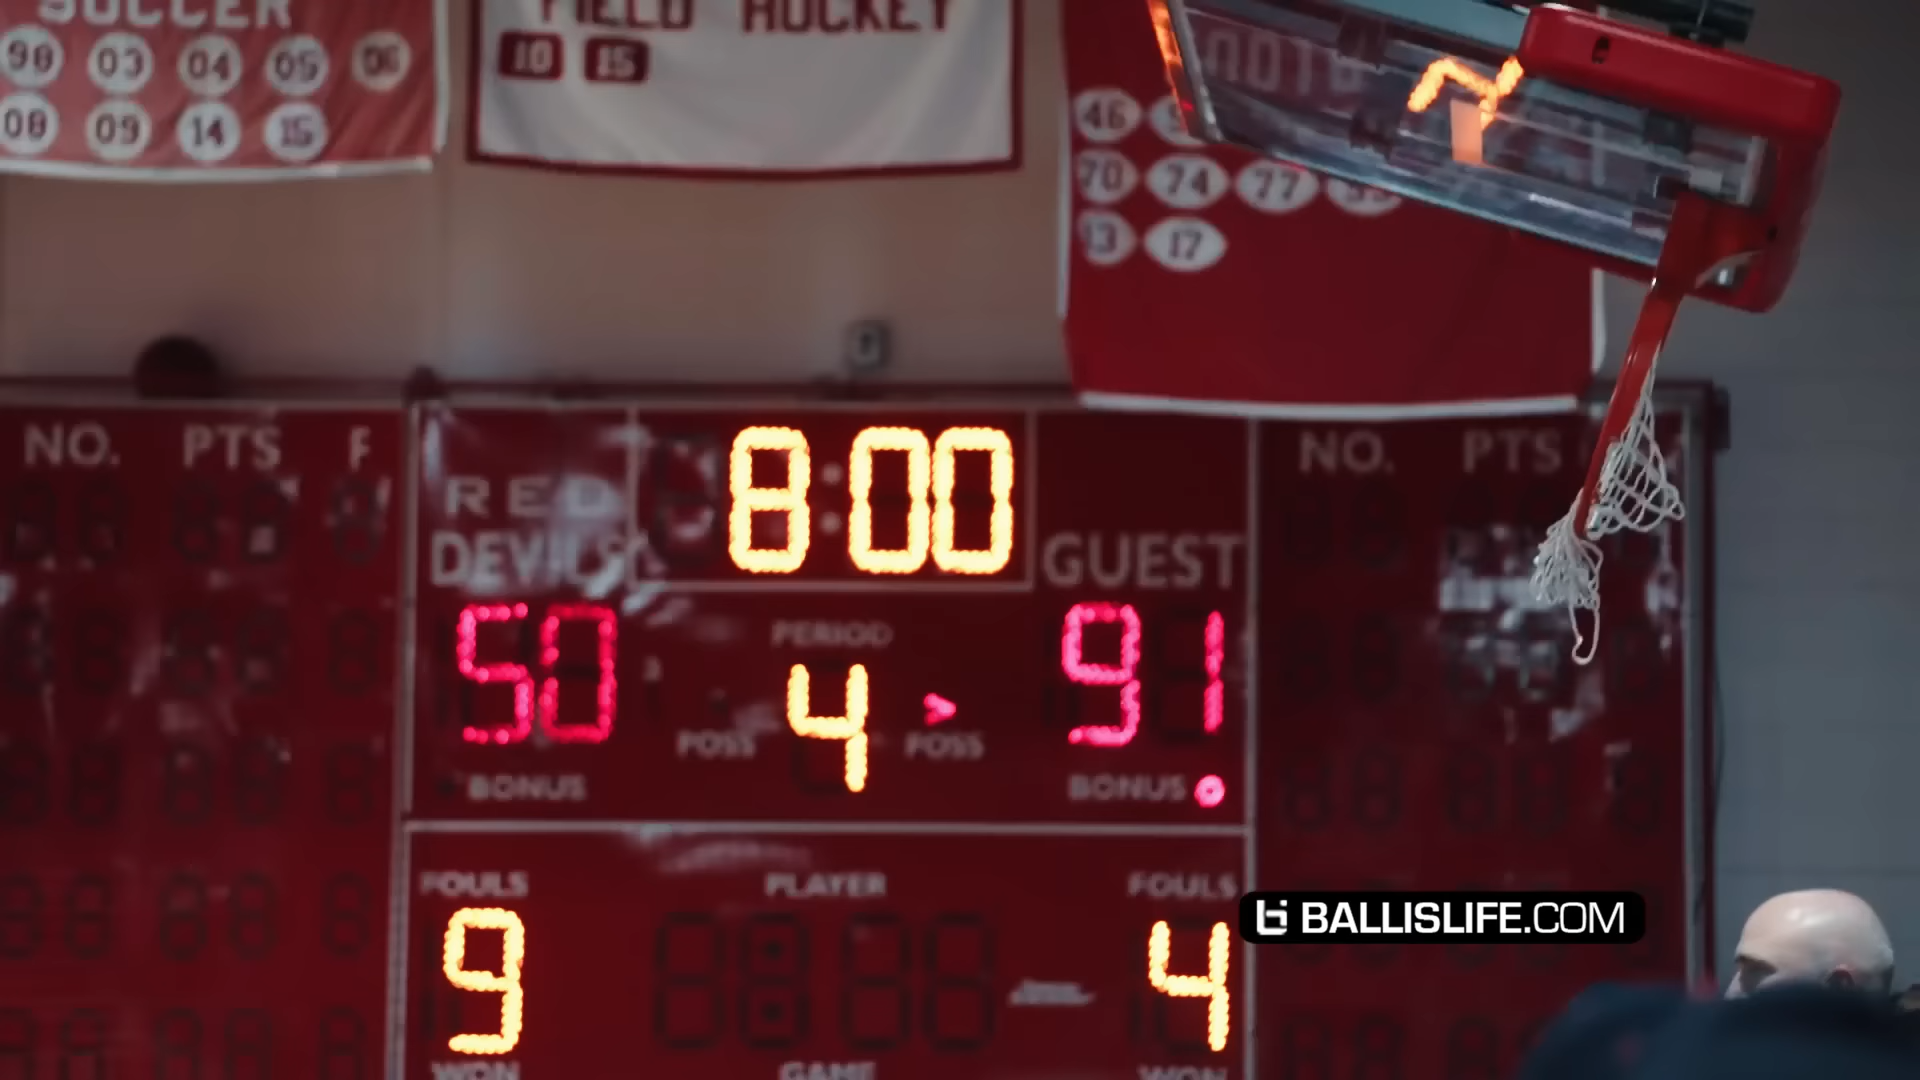 SOCCER
98 03 04 05 06
08 09 14 15
FIELD HOCKEY
10 15
46
70 74 77
17
NO. PTS F
RED
DEVILS
8:00
GUEST
NO. PTS
50
PERIOD
4
91
POSS
POSS
BONUS
BONUS
FOULS
PLAYER
FOULS
9
4
BALLISLIFE.COM
WON
GAME
WON